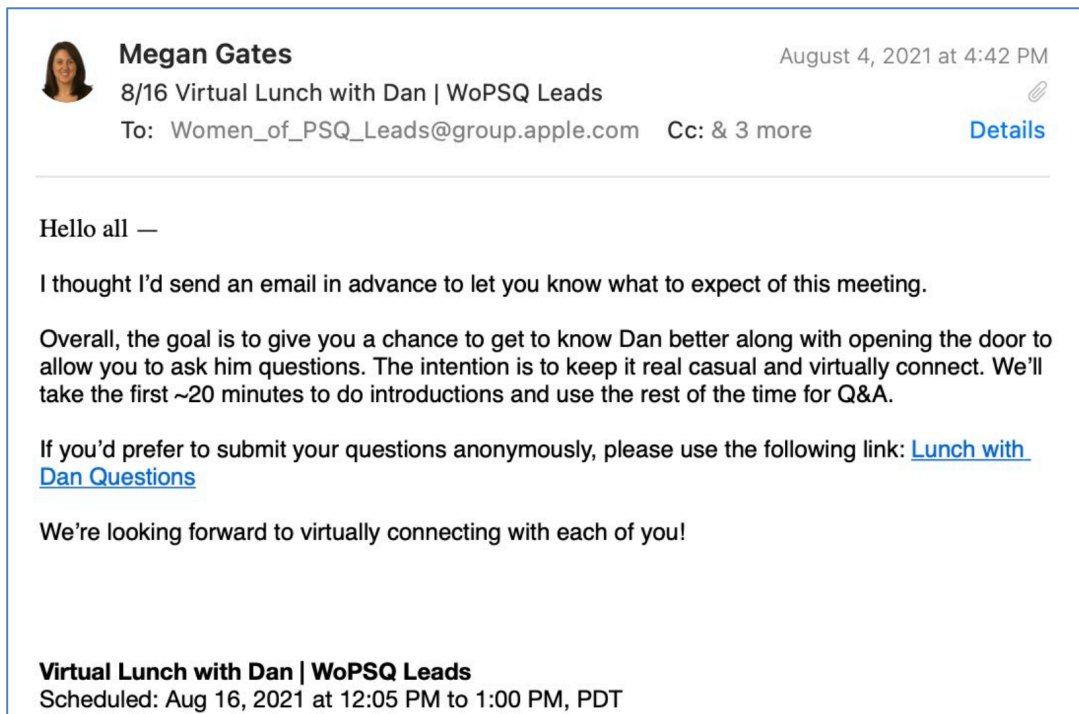 Megan Gates August 4, 2021 at 4:42 PM
8/16 Virtual Lunch with Dan | WoPSQ Leads
To: Women_of_PSQ_Leads@group.apple.com Cc: & 3 more Details
Hello all —
I thought I’d send an email in advance to let you know what to expect of this meeting.
Overall, the goal is to give you a chance to get to know Dan better along with opening the door to
allow you to ask him questions. The intention is to keep it real casual and virtually connect. We’ll
take the first ~20 minutes to do introductions and use the rest of the time for Q&A.
If you’d prefer to submit your questions anonymously, please use the following link: Lunch with
Dan Questions
We’re looking forward to virtually connecting with each of you!
Virtual Lunch with Dan | WoPSQ Leads
Scheduled: Aug 16, 2021 at 12:05 PM to 1:00 PM, PDT